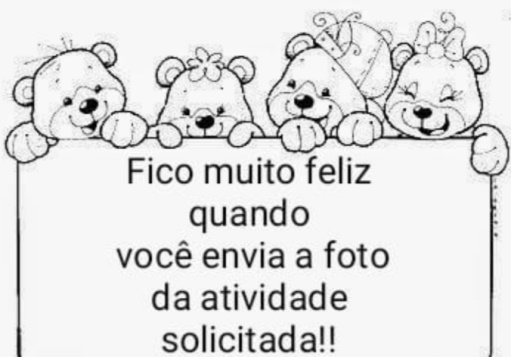 Fico muito feliz
quando
você envia a foto
da atividade
solicitada!!